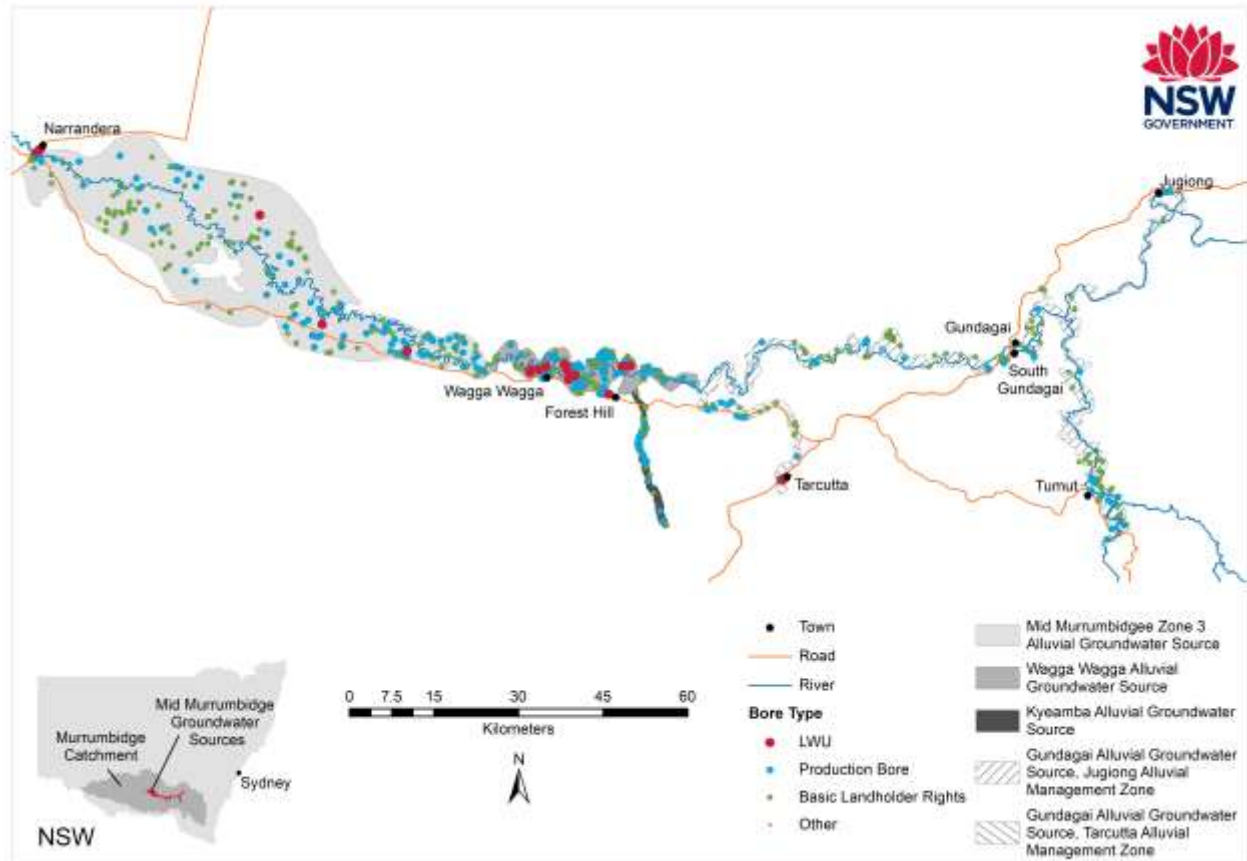 NSW
GOVERNMENT
Narrandera
Jugiong
Gundagai
South
Gundagai
Wagga Wagga
Forest Hill
Tarcutta
Tumut
Mid Murrumbidge
Groundwater
Sources
Murrumbidge
Catchment
Sydney
NSW
0 7.5 15 30 45 60
Kilometers
N
Town
Road
River
Bore Type
LWU
Production Bore
Basic Landholder Rights
Other
Mid Murrumbidgee Zone 3
Alluvial Groundwater Source
Wagga Wagga Alluvial
Groundwater Source
Kyeamba Alluvial Groundwater
Source
Gundagai Alluvial Groundwater
Source, Jugiong Alluvial
Management Zone
Gundagai Alluvial Groundwater
Source, Tarcutta Alluvial
Management Zone